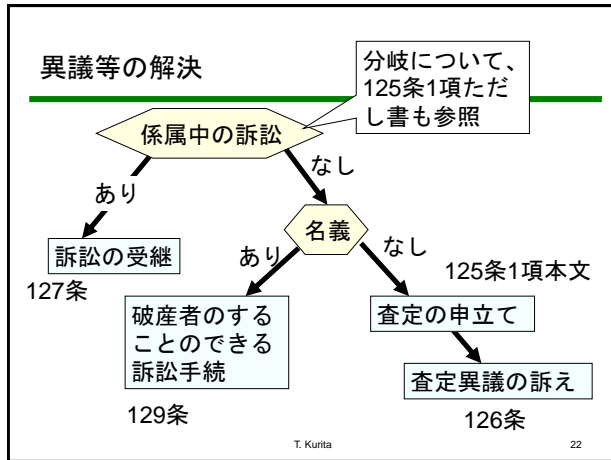 異議等の解決
分岐について、
125条1項ただ
し書も参照
係属中の訴訟
あり
なし
訴訟の受継
127条
名義
あり
なし
125条1項本文
破産者のする
ことのできる
訴訟手続
129条
査定の申立て
査定異議の訴え
126条
T. Kurita
22